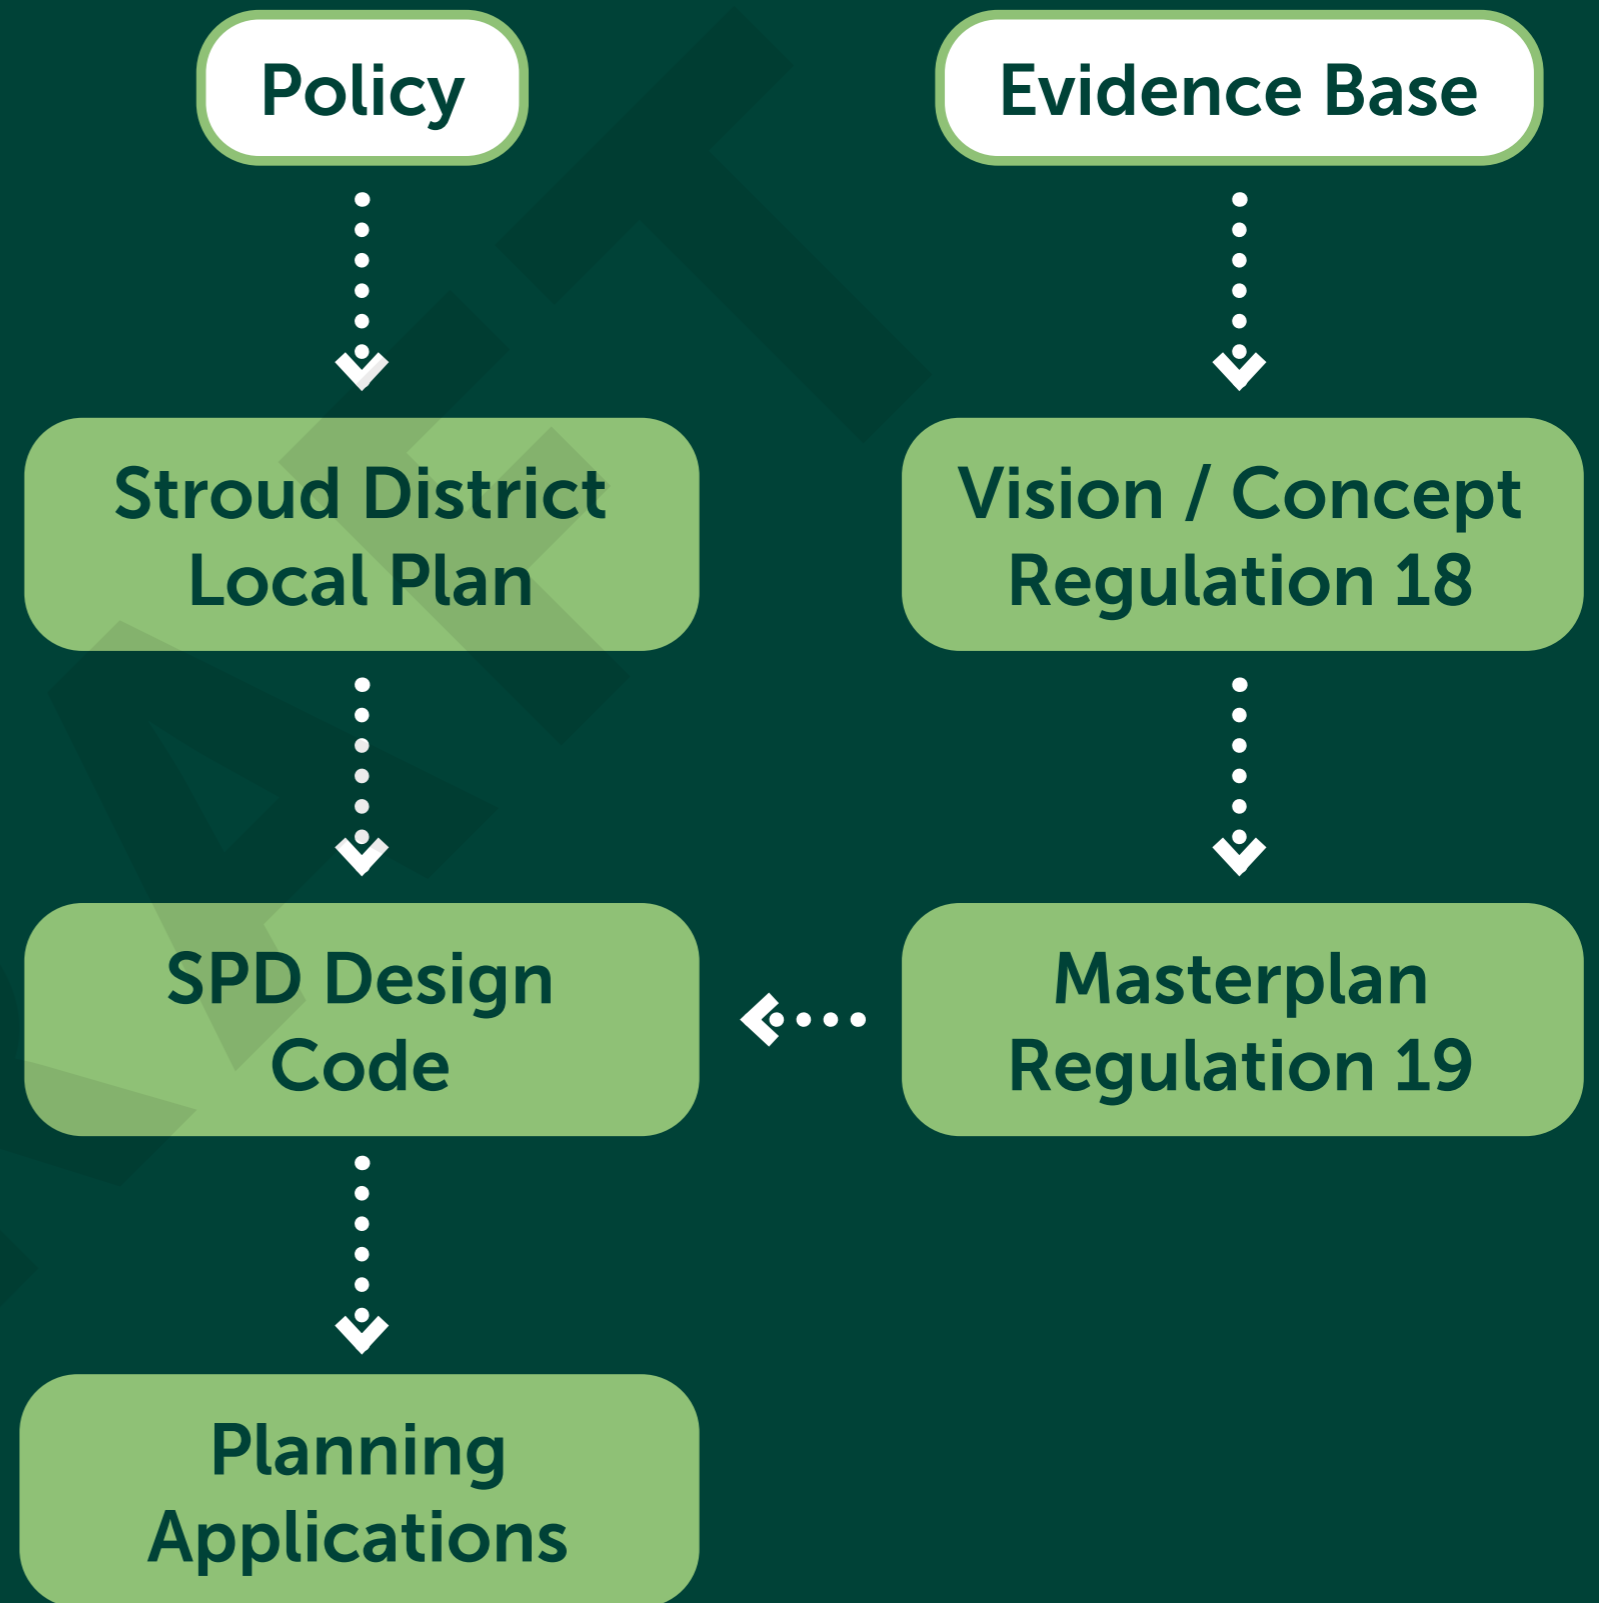 Policy
Evidence Base
Stroud District
Local Plan
Vision / Concept
Regulation 18
SPD Design
Code
Masterplan
Regulation 19
Planning
Applications